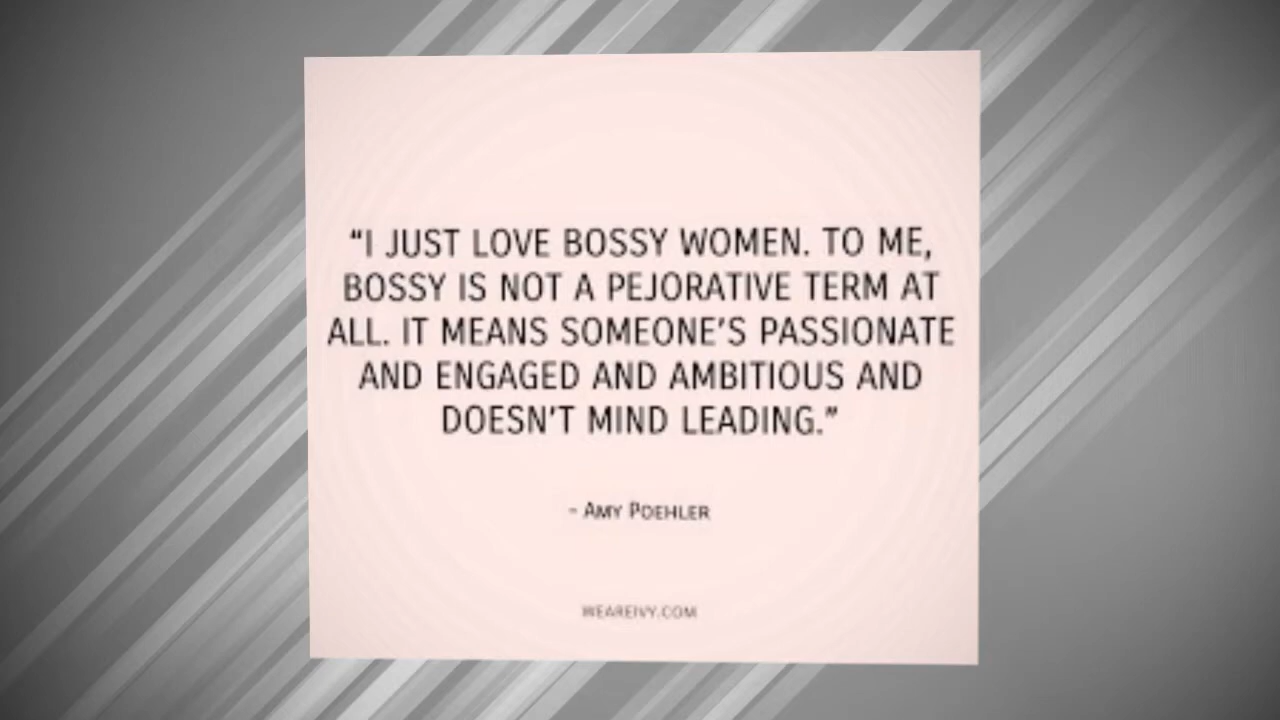 “I JUST LOVE BOSSY WOMEN. TO ME,
BOSSY IS NOT A PEJORATIVE TERM AT
ALL. IT MEANS SOMEONE’S PASSIONATE
AND ENGAGED AND AMBITIOUS AND
DOESN’T MIND LEADING.”
- AMY POEHLER
WEAREIVY.COM